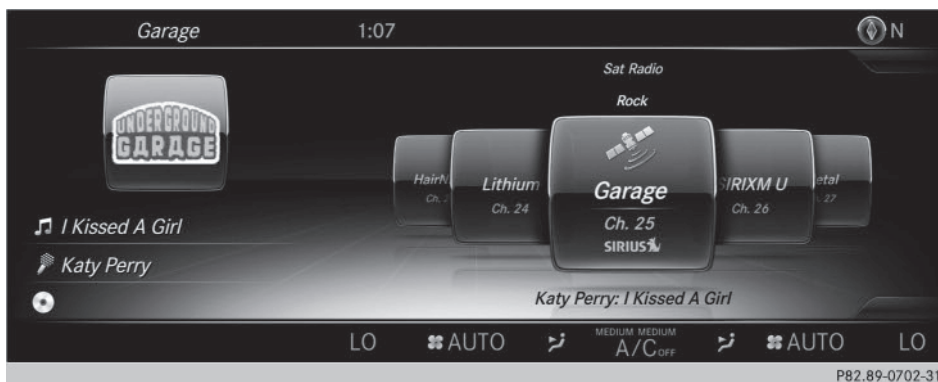 Garage 1:07 N
Sat Radio
Rock
UNDERGROUND
GARAGE
Lithium Garage SIRIXM U
Ch. 24 Ch. 25 Ch. 26
SIRIUS
I Kissed A Girl
Katy Perry
Katy Perry: I Kissed A Girl
MEDIUM MEDIUM
LO AUTO A/C OFF AUTO LO
P82.89-0702-31